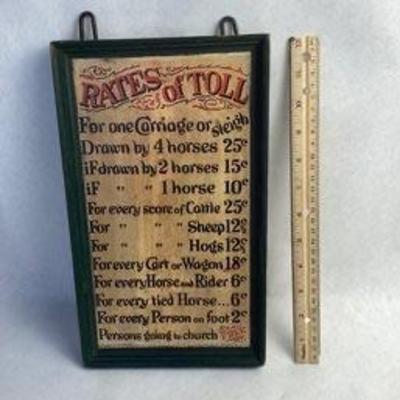 RATES of TOLL
For one Carriage or sleigh
Drawn by 4 horses 25¢
if drawn by 2 horses 15¢
iF " " 1 horse 10¢
For every score of Cattle 25¢
For " " Sheep 12¢
For " " Hogs 12¢
For every Cart or Wagon 18¢
For every Horse and Rider 6¢
For every tied Horse... 6¢
For every Person on foot 2¢
Persons going to church FREE